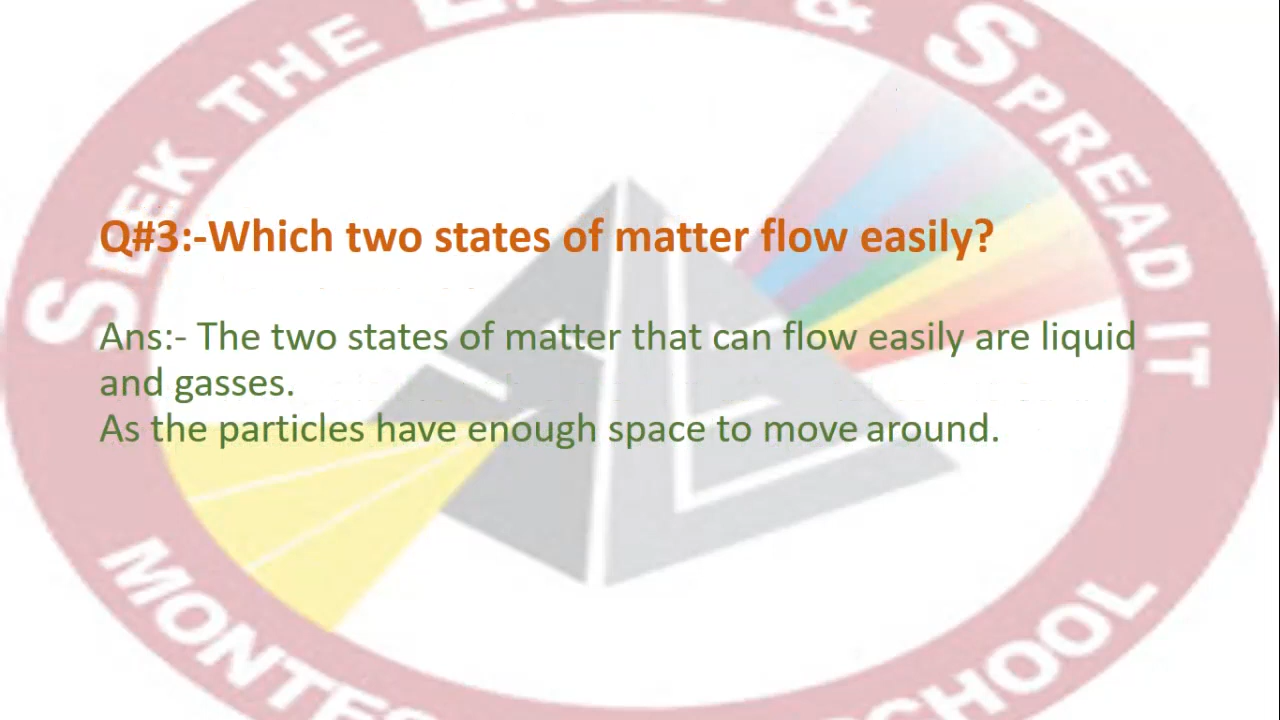 SEEK THE LIGHT & SPREAD IT
Q#3:-Which two states of matter flow easily?
Ans:- The two states of matter that can flow easily are liquid
and gasses.
As the particles have enough space to move around.
SCHOOL